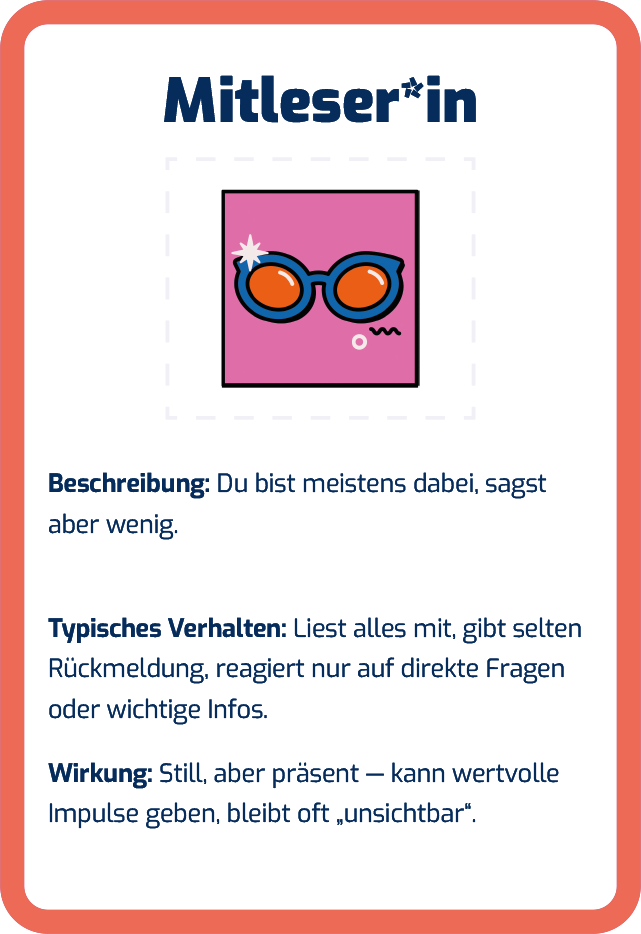 Mitleser*in
Beschreibung: Du bist meistens dabei, sagst
aber wenig.
Typisches Verhalten: Liest alles mit, gibt selten
Rückmeldung, reagiert nur auf direkte Fragen
oder wichtige Infos.
Wirkung: Still, aber präsent — kann wertvolle
Impulse geben, bleibt oft „unsichtbar“.